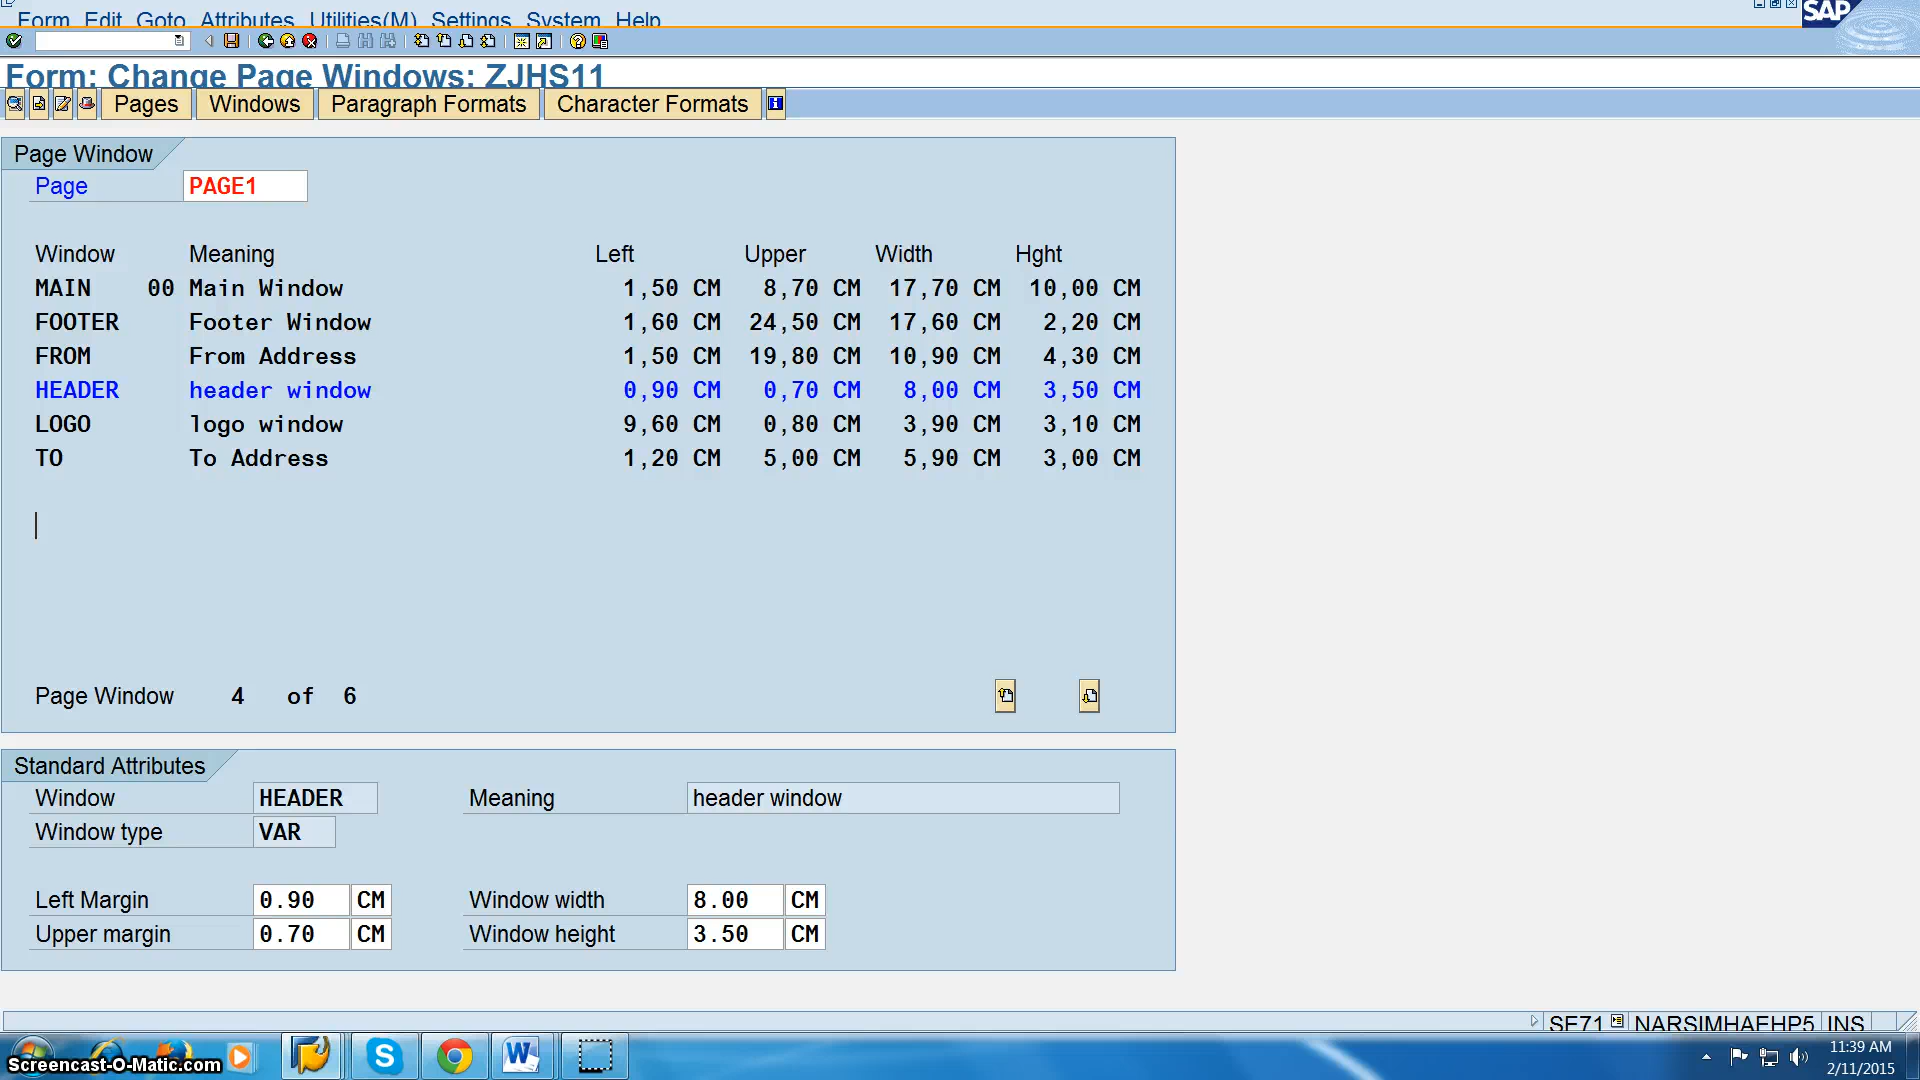 Form Edit Goto Attributes Utilities(M) Settings System Help
SAP
Form: Change Page Windows: ZJHS11
Pages Windows Paragraph Formats Character Formats
Page Window
Page PAGE1
Window Meaning Left Upper Width Hght
MAIN 00 Main Window 1,50 CM 8,70 CM 17,70 CM 10,00 CM
FOOTER Footer Window 1,60 CM 24,50 CM 17,60 CM 2,20 CM
FROM From Address 1,50 CM 19,80 CM 10,90 CM 4,30 CM
HEADER header window 0,90 CM 0,70 CM 8,00 CM 3,50 CM
LOGO logo window 9,60 CM 0,80 CM 3,90 CM 3,10 CM
TO To Address 1,20 CM 5,00 CM 5,90 CM 3,00 CM
Page Window 4 of 6
Standard Attributes
Window HEADER Meaning header window
Window type VAR
Left Margin 0.90 CM Window width 8.00 CM
Upper margin 0.70 CM Window height 3.50 CM
SE71 NARSIMHAEHP5 INS
Screencast-O-Matic.com
11:39 AM
2/11/2015